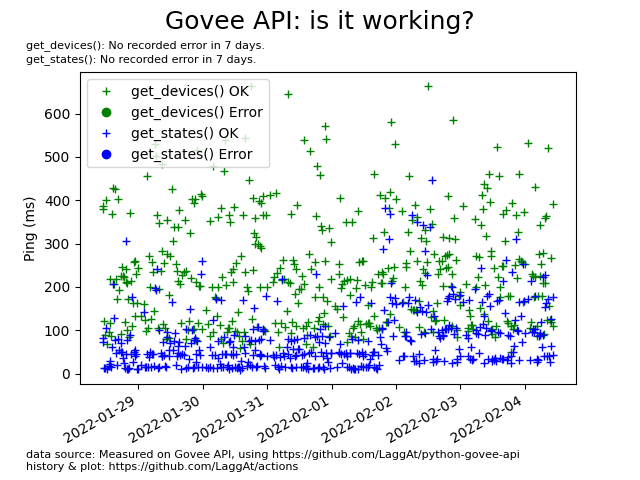 Govee API: is it working?
get_devices(): No recorded error in 7 days.
get_states(): No recorded error in 7 days.
get_devices() OK
get_devices() Error
get_states() OK
get_states() Error
Ping (ms)
600
500
400
300
200
100
0
2022-01-29
2022-01-30
2022-01-31
2022-02-01
2022-02-02
2022-02-03
2022-02-04
data source: Measured on Govee API, using https://github.com/LaggAt/python-govee-api
history & plot: https://github.com/LaggAt/actions